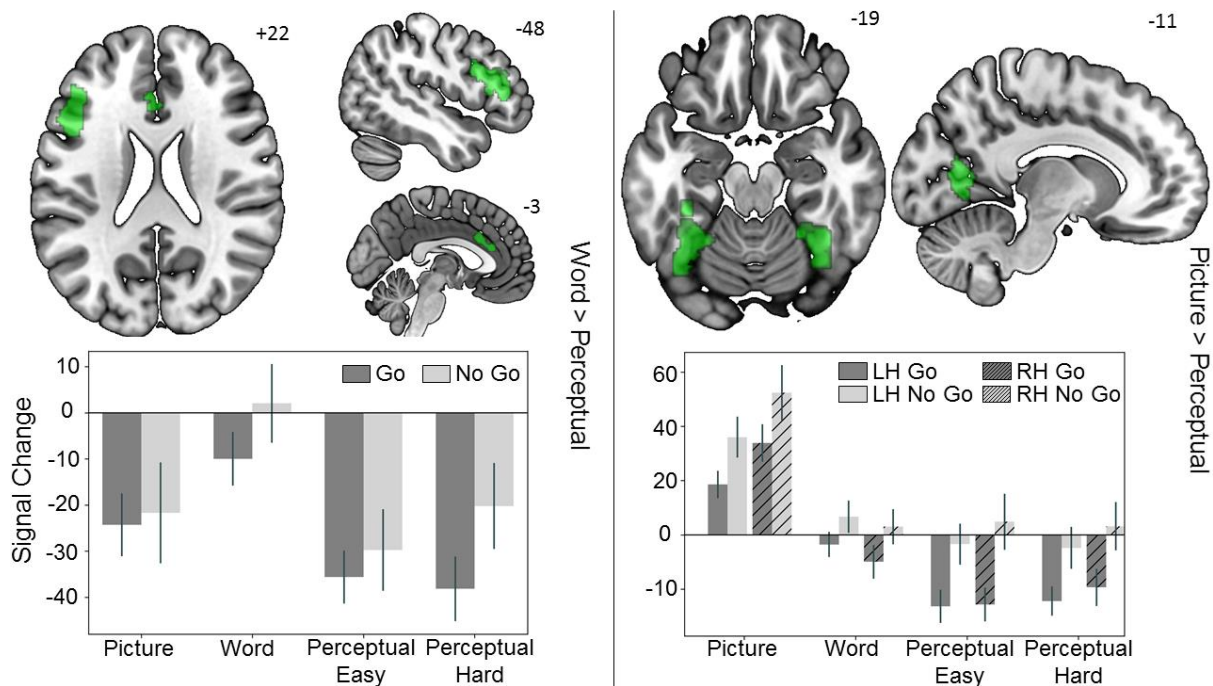 +22
-48
-3
Word > Perceptual
Go
No Go
Signal Change
10
0
-10
-20
-30
-40
Picture
Word
Perceptual
Easy
Perceptual
Hard
-19
-11
Picture > Perceptual
LH Go
RH Go
LH No Go
RH No Go
60
40
20
0
-10
Picture
Word
Perceptual
Easy
Perceptual
Hard